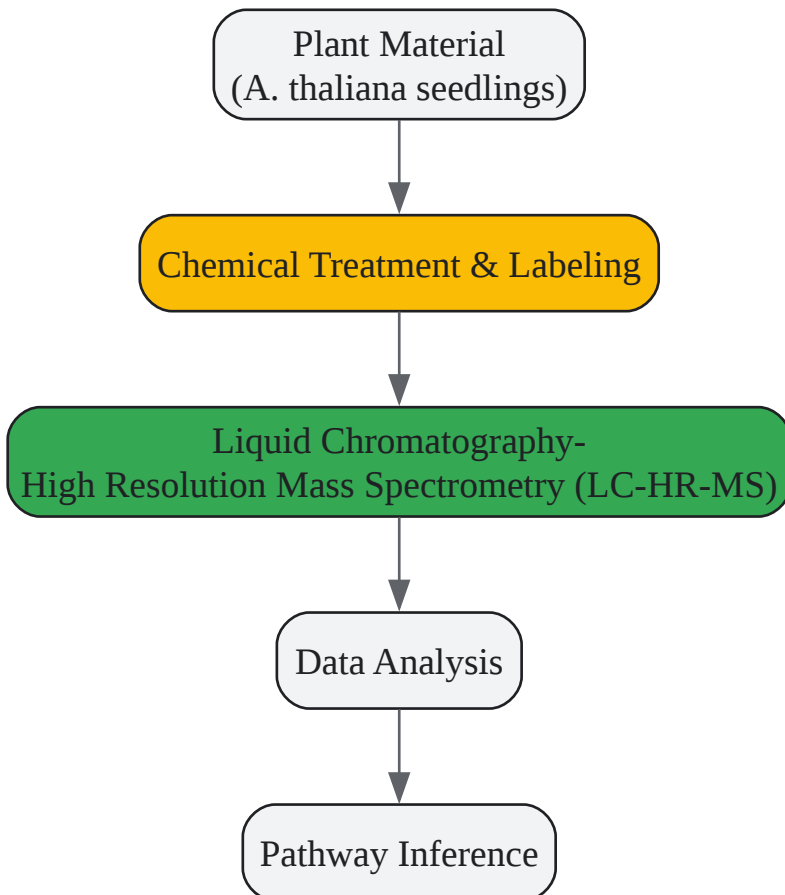 Plant Material
(A. thaliana seedlings)
Chemical Treatment & Labeling
Liquid Chromatography-
High Resolution Mass Spectrometry (LC-HR-MS)
Data Analysis
Pathway Inference